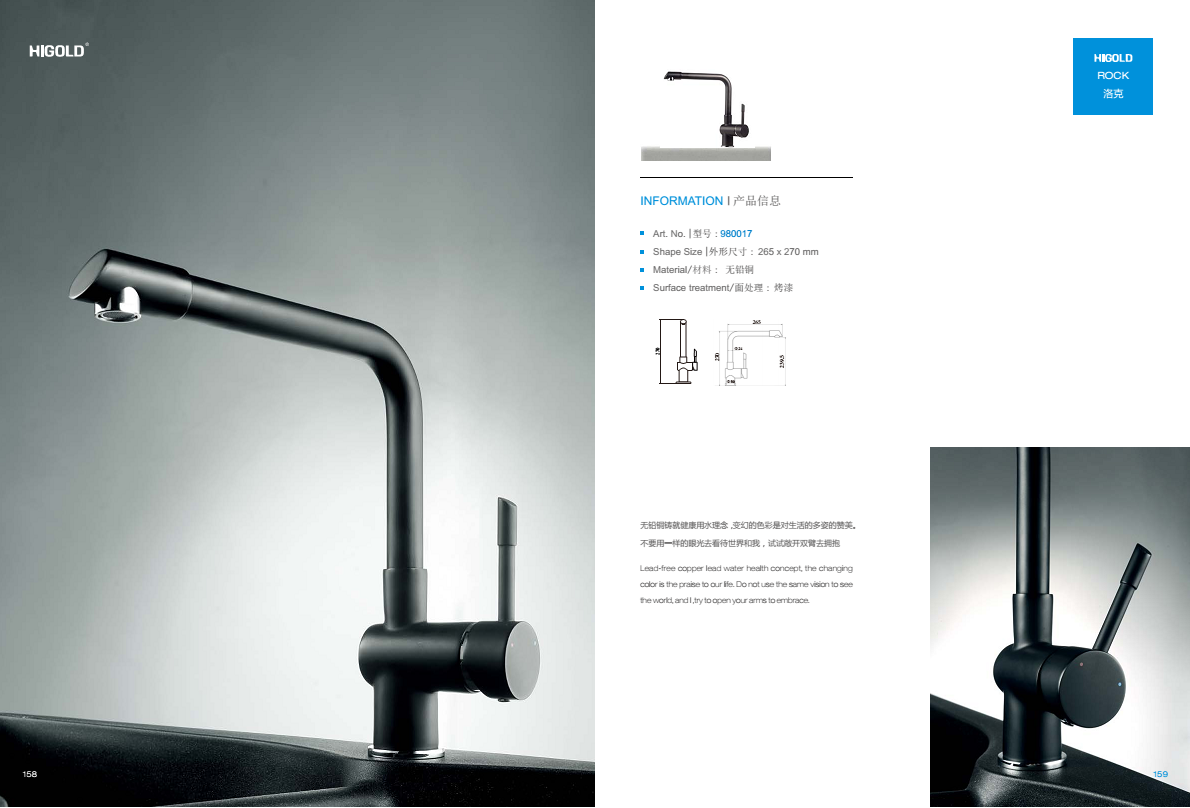 HIGOLD®
158
HIGOLD
ROCK
洛克
INFORMATION | 产品信息
Art. No. | 型号 : 980017
Shape Size | 外形尺寸 : 265 x 270 mm
Material/材料 : 无铅铜
Surface treatment/面处理 : 烤漆
270
265
270
239.5
无铅铜铸就健康用水理念 ,变幻的色彩是对生活的多姿的赞美。
不要用一样的眼光去看待世界和我，试试敞开双臂去拥抱
Lead-free copper lead water health concept, the changing
color is the praise to our life. Do not use the same vision to see
the world, and I ,try to open your arms to embrace.
159